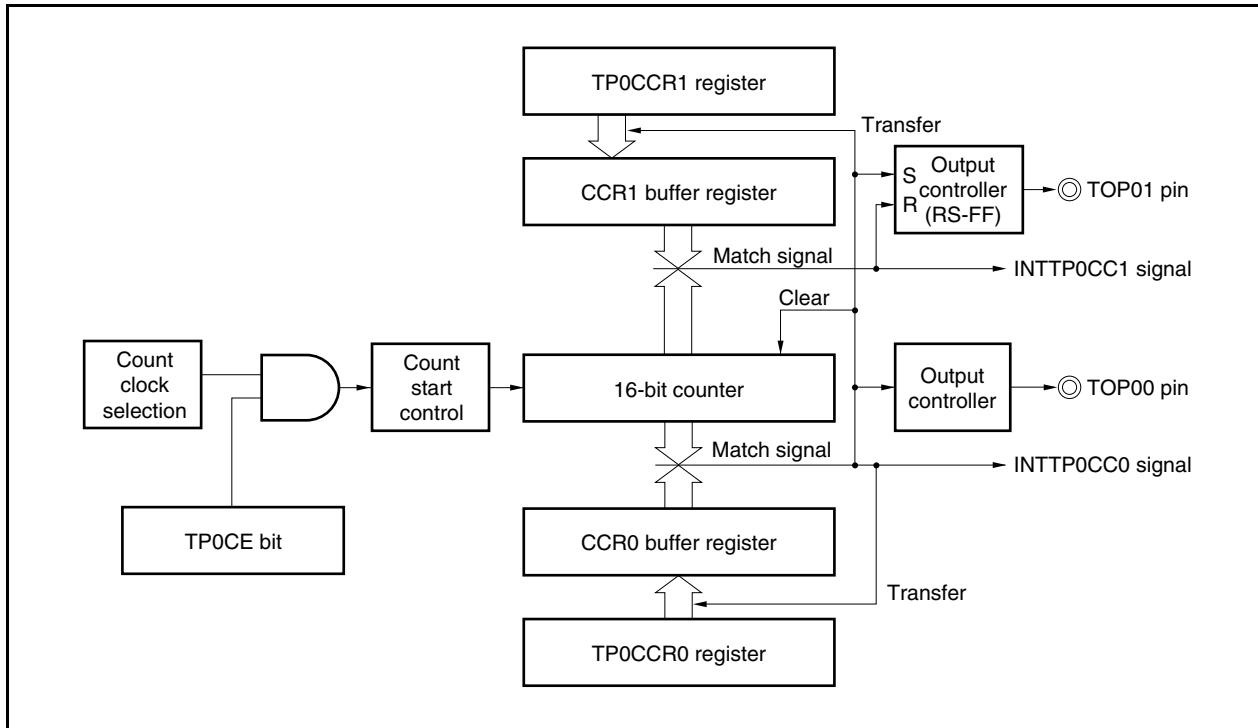 TP0CCR1 register
Transfer
CCR1 buffer register
S
R
Output
controller
(RS-FF)
TOP01 pin
Match signal
INTTP0CC1 signal
Clear
Count
clock
selection
Count
start
control
16-bit counter
Output
controller
TOP00 pin
Match signal
INTTP0CC0 signal
TP0CE bit
CCR0 buffer register
Transfer
TP0CCR0 register